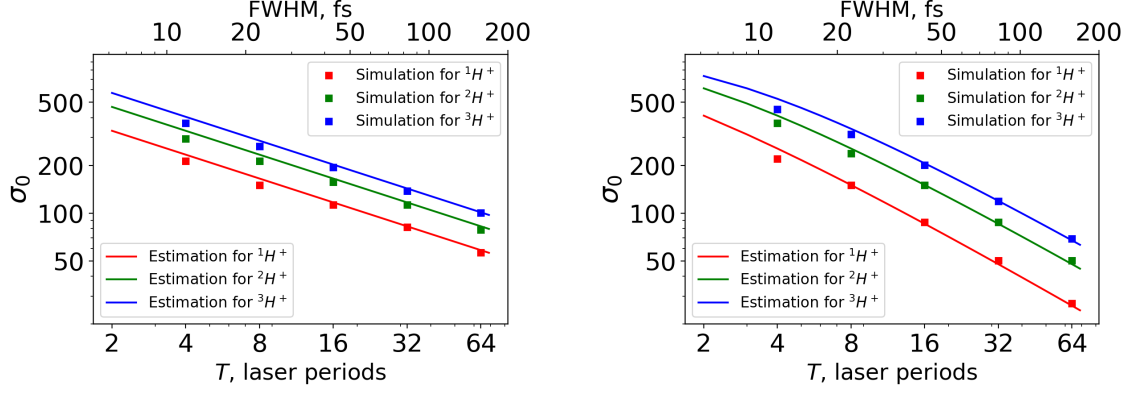 FWHM, fs
10 20 50 100 200
Simulation for ¹H⁺
Simulation for ²H⁺
Simulation for ³H⁺
500
200
100
50
σ₀
Estimation for ¹H⁺
Estimation for ²H⁺
Estimation for ³H⁺
2 4 8 16 32 64
T, laser periods
FWHM, fs
10 20 50 100 200
Simulation for ¹H⁺
Simulation for ²H⁺
Simulation for ³H⁺
500
200
100
50
σ₀
Estimation for ¹H⁺
Estimation for ²H⁺
Estimation for ³H⁺
2 4 8 16 32 64
T, laser periods